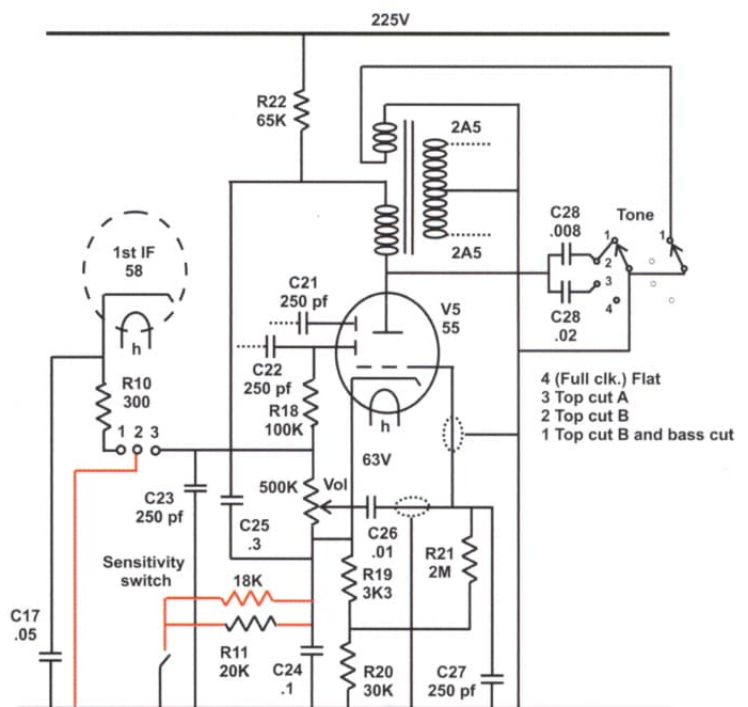 225V
R22
65K
2A5
2A5
C28
.008
Tone
1
2
3
4
1
C28
.02
1st IF
58
h
C21
250 pf
V5
55
C22
250 pf
R18
100K
h
R10
300
1 2 3
4 (Full clk.) Flat
3 Top cut A
2 Top cut B
1 Top cut B and bass cut
63V
500K
Vol
C23
250 pf
C25
.3
C26
.01
R21
2M
Sensitivity
switch
18K
R19
3K3
C17
.05
R11
20K
C24
.1
R20
30K
C27
250 pf